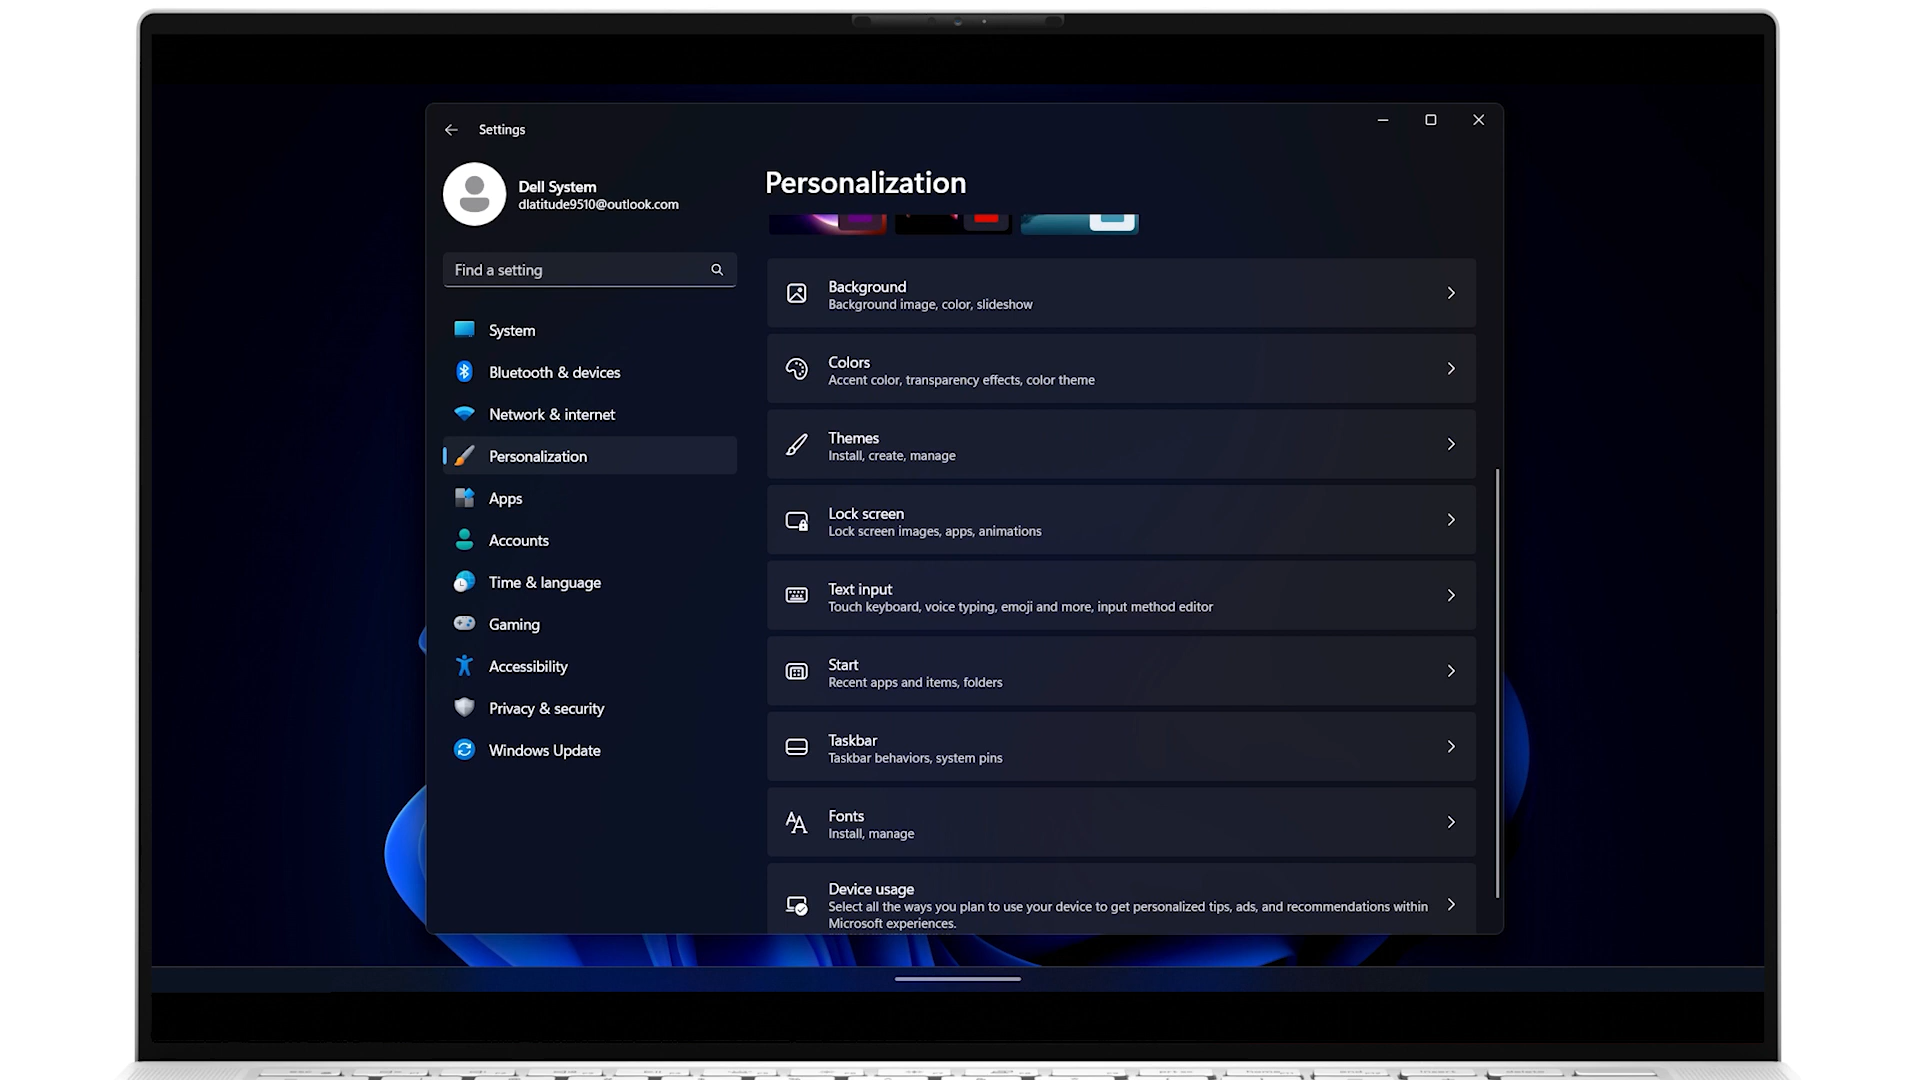 Settings
Dell System
dlatitude9510@outlook.com
Find a setting
System
Bluetooth & devices
Network & internet
Personalization
Apps
Accounts
Time & language
Gaming
Accessibility
Privacy & security
Windows Update
Personalization
Background
Background image, color, slideshow
Colors
Accent color, transparency effects, color theme
Themes
Install, create, manage
Lock screen
Lock screen images, apps, animations
Text input
Touch keyboard, voice typing, emoji and more, input method editor
Start
Recent apps and items, folders
Taskbar
Taskbar behaviors, system pins
Fonts
Install, manage
Device usage
Select all the ways you plan to use your device to get personalized tips, ads, and recommendations within
Microsoft experiences.